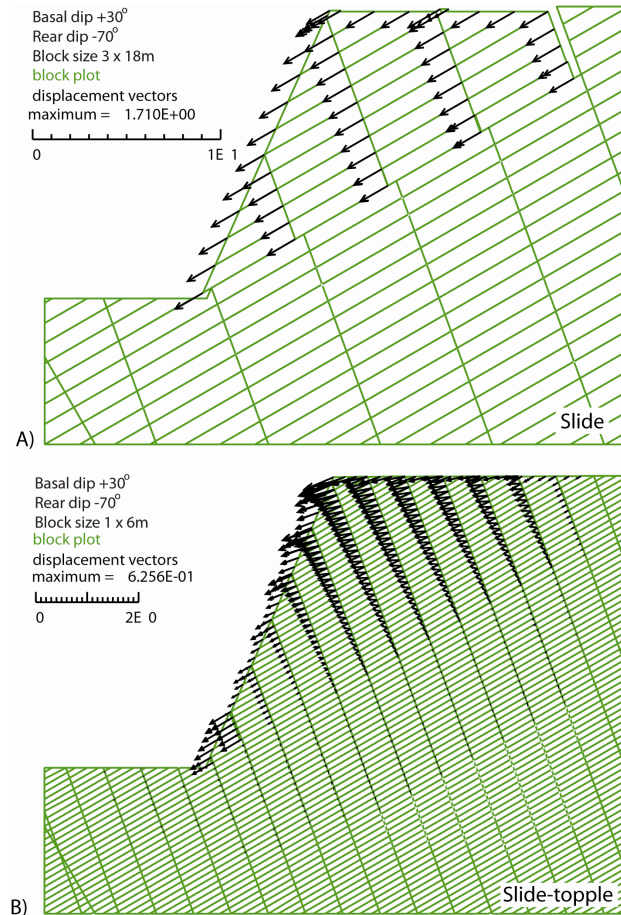 Basal dip +30°
Rear dip -70°
Block size 3 x 18m
block plot
displacement vectors
maximum = 1.710E+00
0 1E 1
Slide
A)
Basal dip +30°
Rear dip -70°
Block size 1 x 6m
block plot
displacement vectors
maximum = 6.256E-01
0 2E 0
Slide-topple
B)